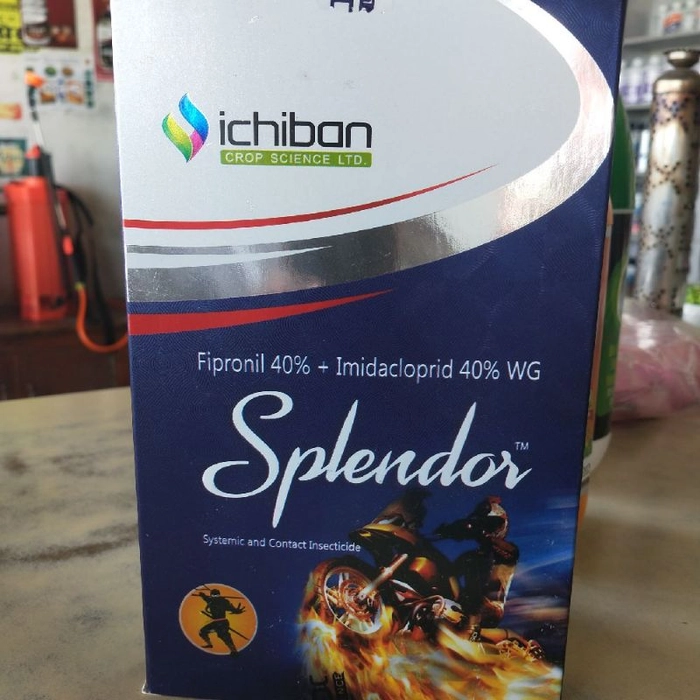 ichiban
CROP SCIENCE LTD.
Fipronil 40% + Imidacloprid 40% WG
Splendor™
Systemic and Contact Insecticide